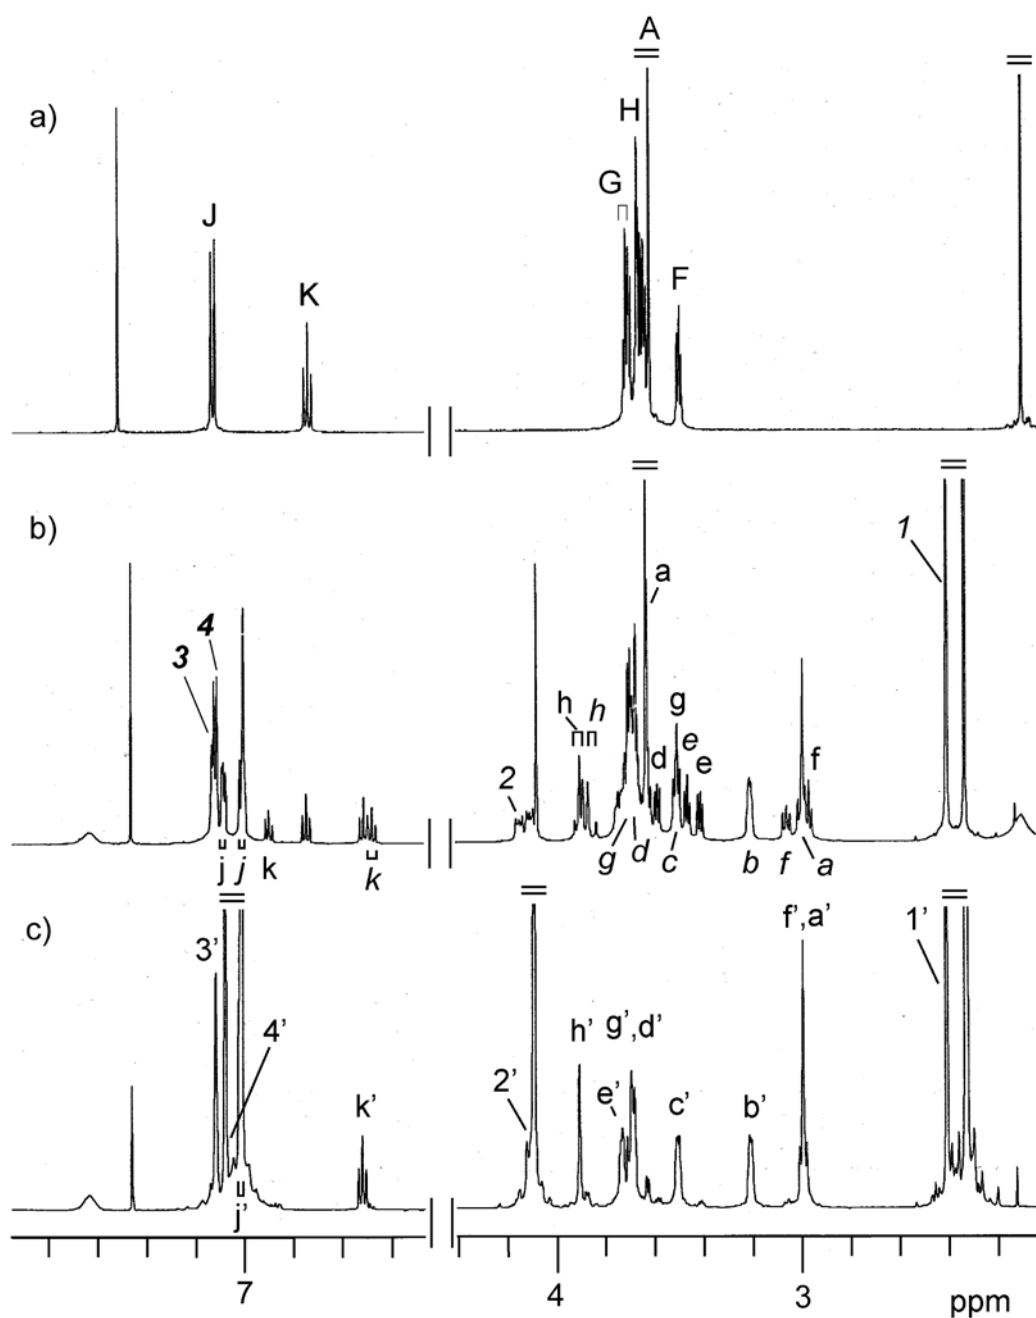 A
a) H
G
J
K F
b) 1
a
4
3
h h g e
d e
2 f
j j k k g d c b f a
c) f’,a’ 1’
3’
h’ g’,d’
4’
2’ e’ c’ b’
k’
j’
7 4 3 ppm